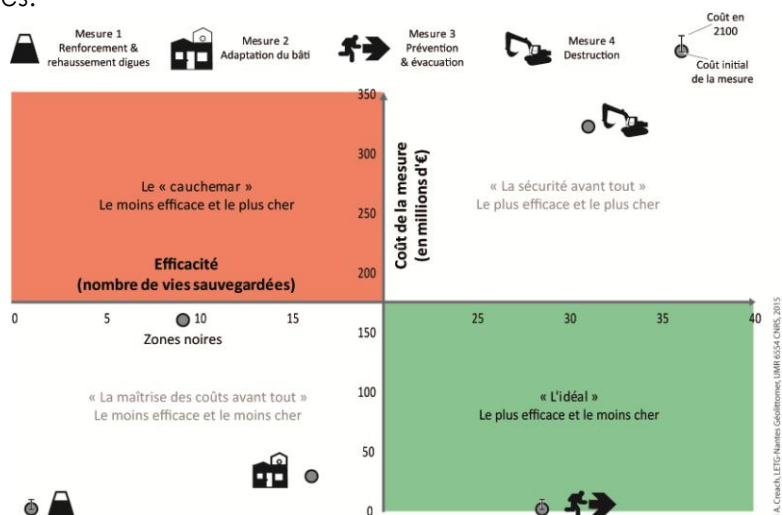 es.
Mesure 1
Renforcement &
rehaussement digues
Mesure 2
Adaptation du bâti
Mesure 3
Prévention
& évacuation
Mesure 4
Destruction
Coût en
2100
Coût initial
de la mesure
350
300
250
200
150
100
50
0
Coût de la mesure
(en millions d'€)
Le « cauchemar »
Le moins efficace et le plus cher
« La sécurité avant tout »
Le plus efficace et le plus cher
Efficacité
(nombre de vies sauvegardées)
0 5 10 15 25 30 35 40
Zones noires
« La maîtrise des coûts avant tout »
Le moins efficace et le moins cher
« L'idéal »
Le plus efficace et le moins cher
A. Creach, LETG-Nantes Géolittomer, UMR 6554 CNRS, 2015